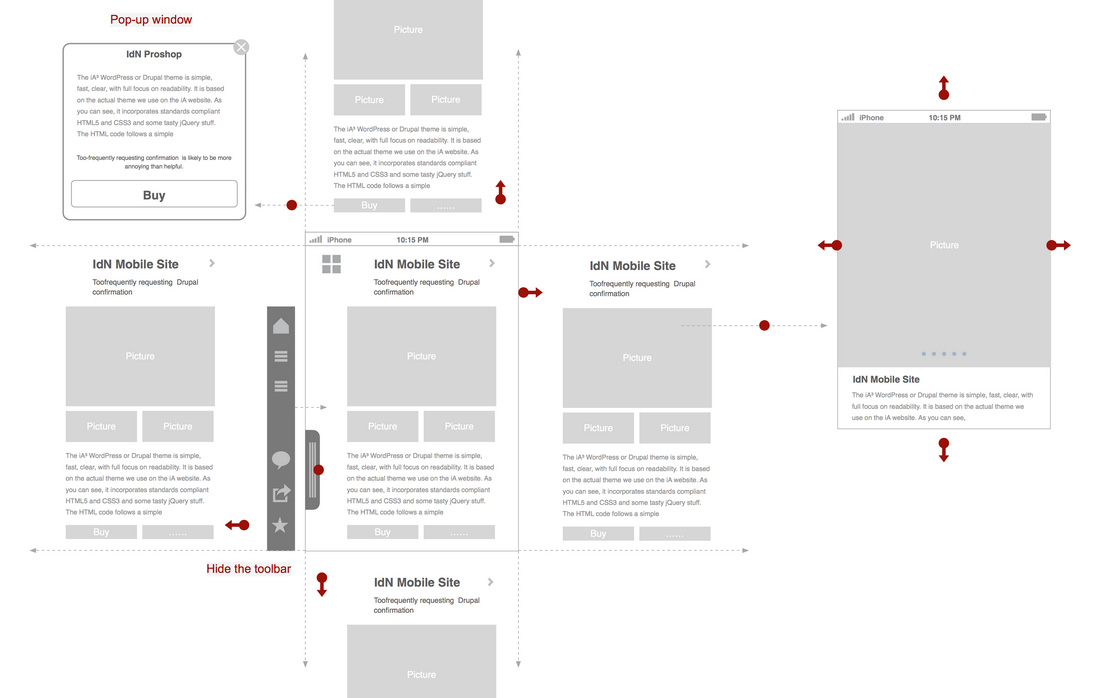 Pop-up window
IdN Proshop
The iA³ WordPress or Drupal theme is simple,
fast, clear, with full focus on readability. It is based
on the actual theme we use on the iA website. As
you can see, it incorporates standards compliant
HTML5 and CSS3 and some tasty jQuery stuff.
The HTML code follows a simple
Too-frequently requesting confirmation is likely to be more
annoying than helpful.
Buy
Picture
Picture
Picture
The iA³ WordPress or Drupal theme is simple,
fast, clear, with full focus on readability. It is based
on the actual theme we use on the iA website. As
you can see, it incorporates standards compliant
HTML5 and CSS3 and some tasty jQuery stuff.
The HTML code follows a simple
Buy
......
IdN Mobile Site
Toofrequently requesting Drupal
confirmation
Picture
Picture
Picture
The iA³ WordPress or Drupal theme is simple,
fast, clear, with full focus on readability. It is based
on the actual theme we use on the iA website. As
you can see, it incorporates standards compliant
HTML5 and CSS3 and some tasty jQuery stuff.
The HTML code follows a simple
Buy
......
Hide the toolbar
iPhone
10:15 PM
IdN Mobile Site
Toofrequently requesting Drupal
confirmation
Picture
Picture
Picture
The iA³ WordPress or Drupal theme is simple,
fast, clear, with full focus on readability. It is based
on the actual theme we use on the iA website. As
you can see, it incorporates standards compliant
HTML5 and CSS3 and some tasty jQuery stuff.
The HTML code follows a simple
Buy
......
IdN Mobile Site
Toofrequently requesting Drupal
confirmation
Picture
IdN Mobile Site
Toofrequently requesting Drupal
confirmation
Picture
Picture
Picture
The iA³ WordPress or Drupal theme is simple,
fast, clear, with full focus on readability. It is based
on the actual theme we use on the iA website. As
you can see, it incorporates standards compliant
HTML5 and CSS3 and some tasty jQuery stuff.
The HTML code follows a simple
Buy
......
iPhone
10:15 PM
Picture
IdN Mobile Site
The iA³ WordPress or Drupal theme is simple, fast, clear, with
full focus on readability. It is based on the actual theme we
use on the iA website. As you can see,